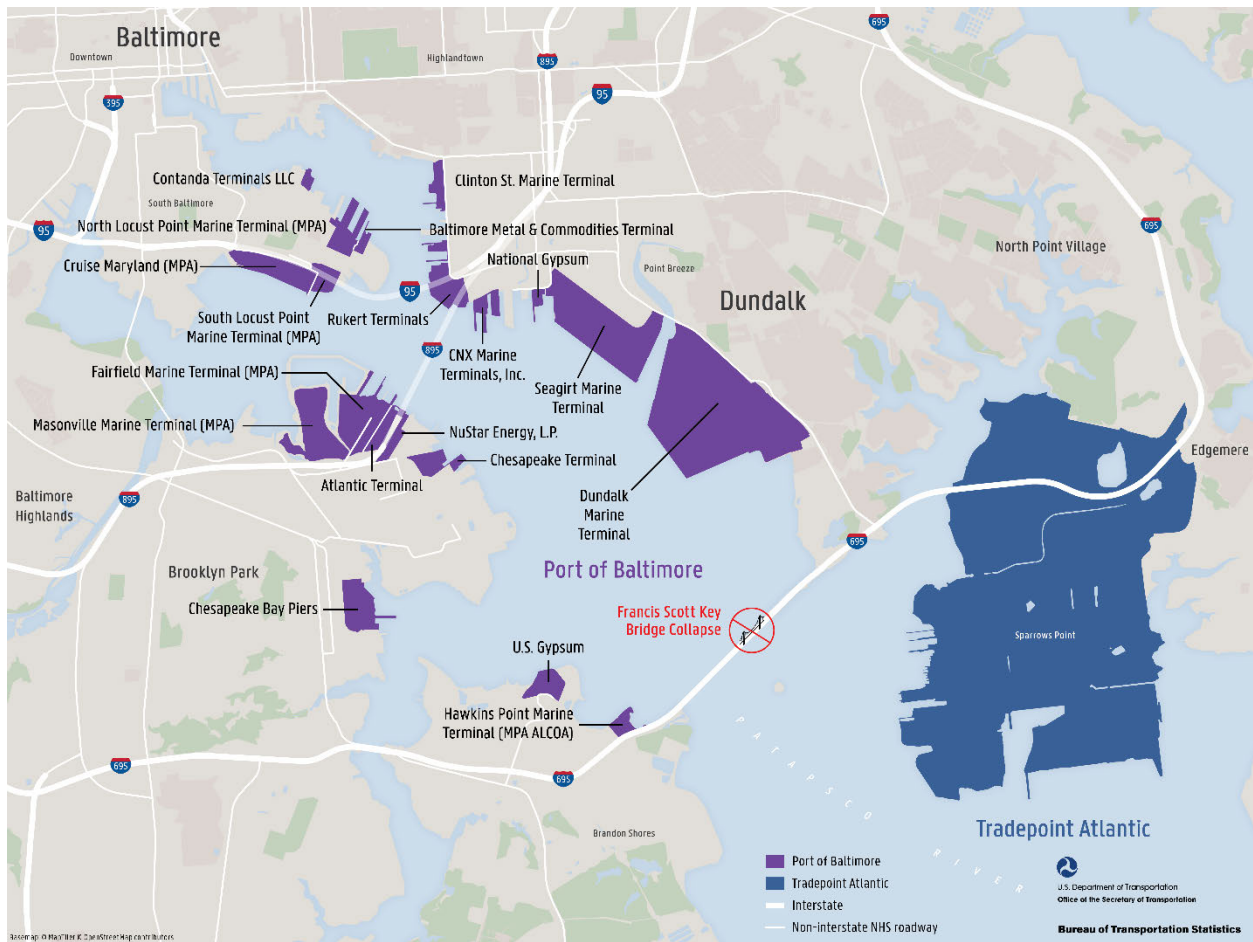 Baltimore
Downtown
Highlandtown
695
895
95
395
Contanda Terminals LLC
Clinton St. Marine Terminal
South Baltimore
North Locust Point Marine Terminal (MPA)
Baltimore Metal & Commodities Terminal
95
695
North Point Village
National Gypsum
Cruise Maryland (MPA)
Point Breeze
95
Dundalk
South Locust Point
Marine Terminal (MPA)
Rukert Terminals
895
CNX Marine
Terminals, Inc.
Fairfield Marine Terminal (MPA)
Seagirt Marine
Terminal
Masonville Marine Terminal (MPA)
NuStar Energy, L.P.
Edgemere
Chesapeake Terminal
Atlantic Terminal
Baltimore
Highlands
895
Dundalk
Marine
Terminal
695
Port of Baltimore
Brooklyn Park
Chesapeake Bay Piers
Francis Scott Key
Bridge Collapse
Sparrows Point
U.S. Gypsum
Hawkins Point Marine
Terminal (MPA ALCOA)
PATAPSCO RIVER
695
695
Brandon Shores
Tradepoint Atlantic
Port of Baltimore
Tradepoint Atlantic
Interstate
Non-interstate NHS roadway
U.S. Department of Transportation
Office of the Secretary of Transportation
Bureau of Transportation Statistics
Basemap: © MapTiler © OpenStreetMap contributors